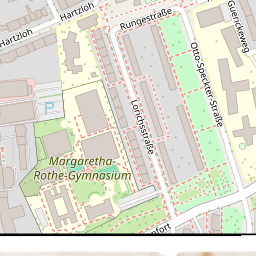 Hartzloh
Hartzloh
Rungestraße
Guerickeweg
Otto-Speckter-Straße
Lorichsstraße
P
Margaretha-
Rothe-Gymnasium